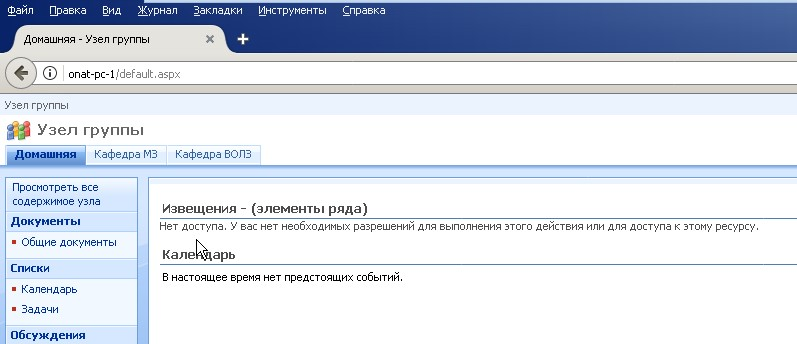 Файл Правка Вид Журнал Закладки Инструменты Справка
Домашняя - Узел группы
onat-pc-1/default.aspx
Узел группы
Узел группы
Домашняя Кафедра МЗ Кафедра ВОЛЗ
Просмотреть все
содержимое узла
Документы
Общие документы
Списки
Календарь
Задачи
Обсуждения
Извещения - (элементы ряда)
Нет доступа. У вас нет необходимых разрешений для выполнения этого действия или для доступа к этому ресурсу.
Календарь
В настоящее время нет предстоящих событий.